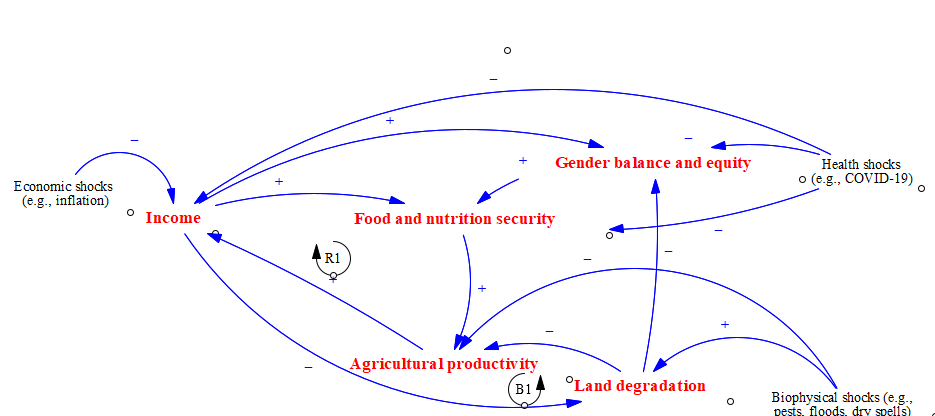 –
+
–
–
+
Gender balance and equity
Health shocks
(e.g., COVID-19)
+
Economic shocks
(e.g., inflation)
Income
Food and nutrition security
–
–
–
R1
+
+
+
–
Agricultural productivity
–
B1
Land degradation
Biophysical shocks (e.g.,
pests, floods, dry spells)